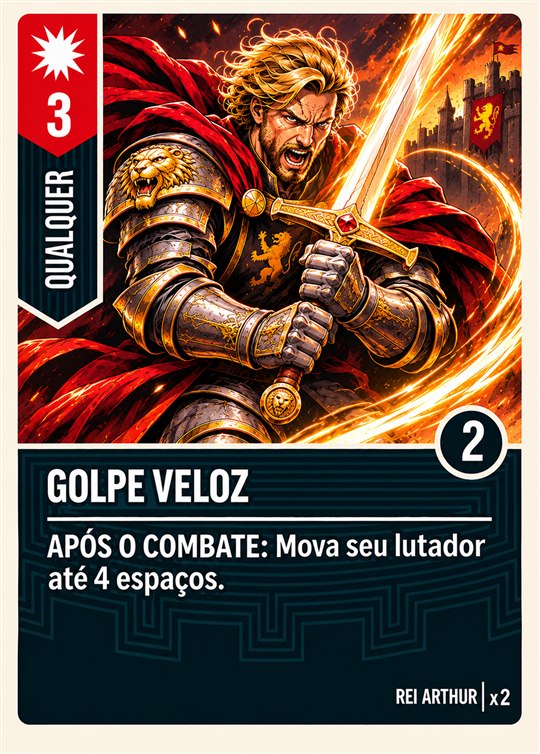 3
QUALQUER
2
GOLPE VELOZ
APÓS O COMBATE: Mova seu lutador
até 4 espaços.
REI ARTHUR | x2